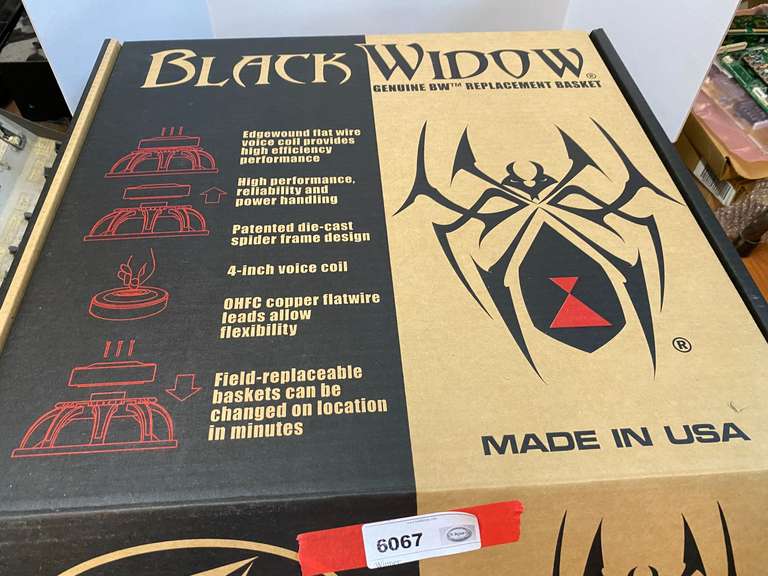 BLACK WIDOW®
GENUINE BW™ REPLACEMENT BASKET
Edgewound flat wire
voice coil provides
high efficiency
performance
High performance,
reliability and
power handling
Patented die-cast
spider frame design
4-inch voice coil
OHFC copper flatwire
leads allow
flexibility
Field-replaceable
baskets can be
changed on location
in minutes
®
MADE IN USA
6067